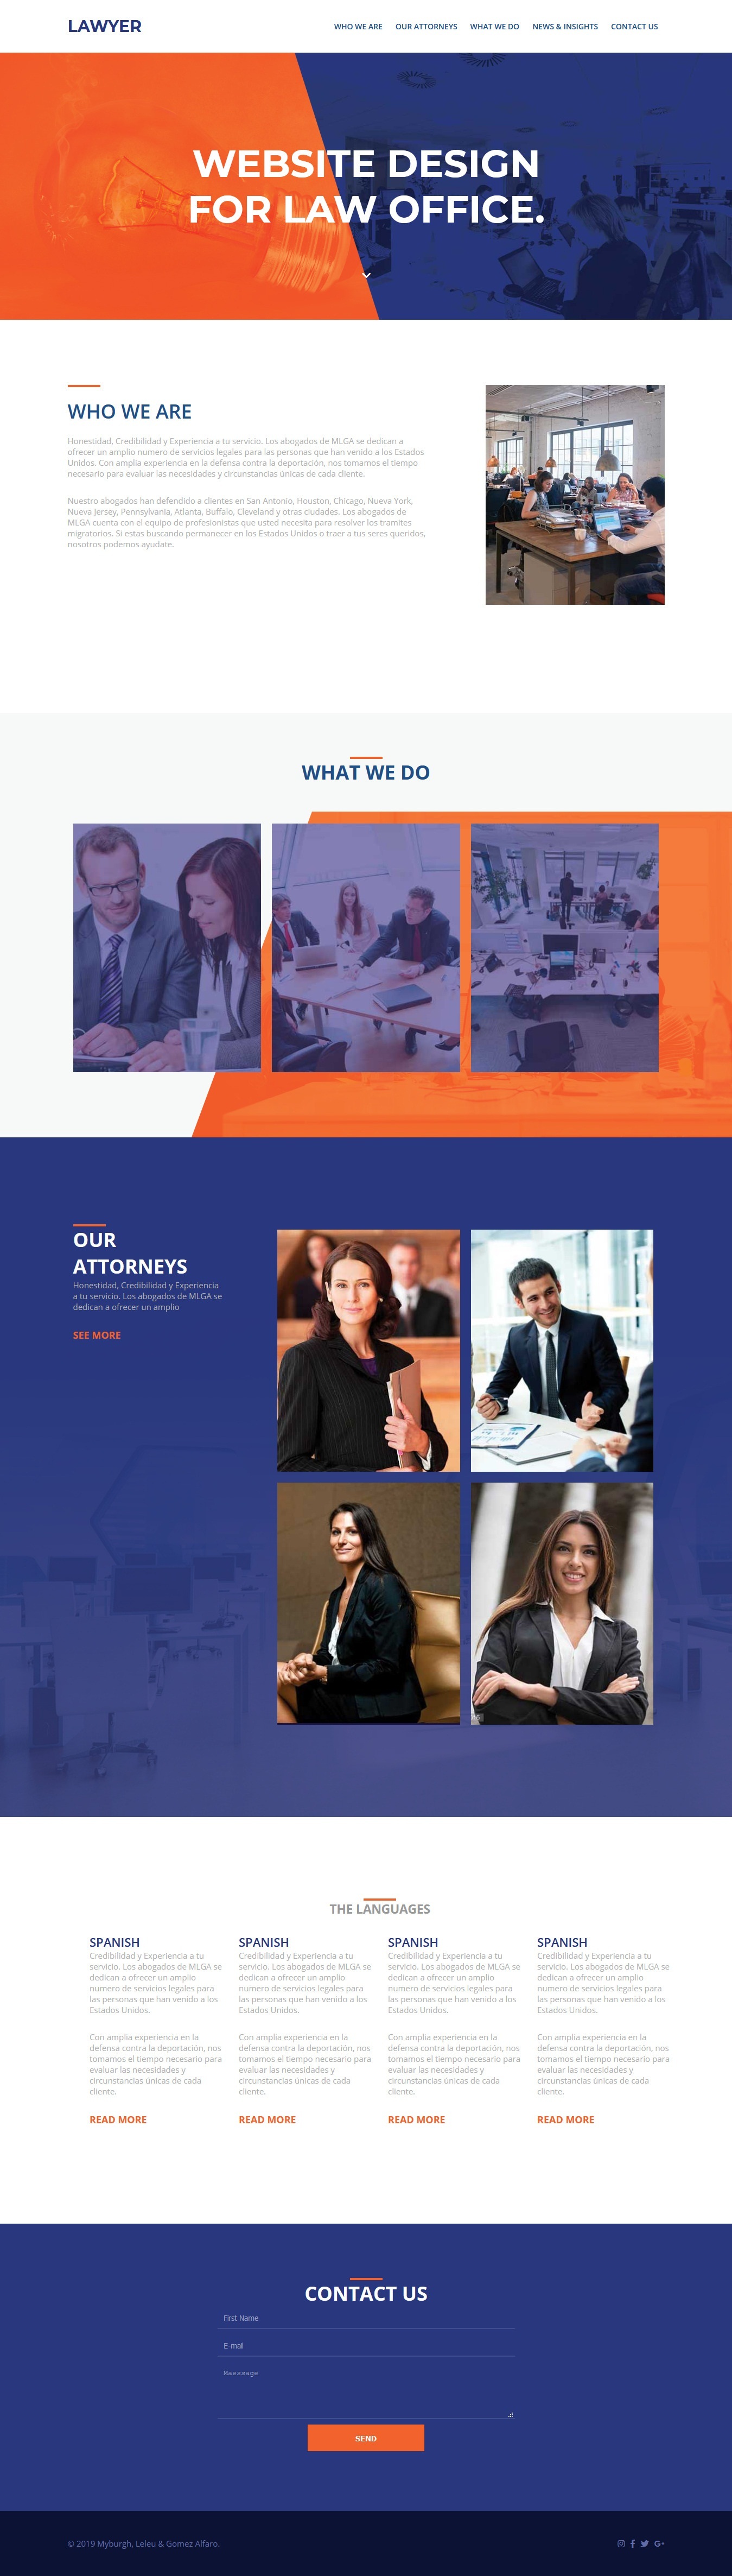 LAWYER
WHO WE ARE OUR ATTORNEYS WHAT WE DO NEWS & INSIGHTS CONTACT US
WEBSITE DESIGN
FOR LAW OFFICE.
WHO WE ARE
Honestidad, Credibilidad y Experiencia a tu servicio. Los abogados de MLGA se dedican a
ofrecer un amplio numero de servicios legales para las personas que han venido a los Estados
Unidos. Con amplia experiencia en la defensa contra la deportación, nos tomamos el tiempo
necesario para evaluar las necesidades y circunstancias únicas de cada cliente.
Nuestro abogados han defendido a clientes en San Antonio, Houston, Chicago, Nueva York,
Nueva Jersey, Pennsylvania, Atlanta, Buffalo, Cleveland y otras ciudades. Los abogados de
MLGA cuenta con el equipo de profesionistas que usted necesita para resolver los tramites
migratorios. Si estas buscando permanecer en los Estados Unidos o traer a tus seres queridos,
nosotros podemos ayudate.
WHAT WE DO
OUR
ATTORNEYS
Honestidad, Credibilidad y Experiencia
a tu servicio. Los abogados de MLGA se
dedican a ofrecer un amplio
SEE MORE
THE LANGUAGES
SPANISH
Credibilidad y Experiencia a tu
servicio. Los abogados de MLGA se
dedican a ofrecer un amplio
numero de servicios legales para
las personas que han venido a los
Estados Unidos.
Con amplia experiencia en la
defensa contra la deportación, nos
tomamos el tiempo necesario para
evaluar las necesidades y
circunstancias únicas de cada
cliente.
READ MORE
SPANISH
Credibilidad y Experiencia a tu
servicio. Los abogados de MLGA se
dedican a ofrecer un amplio
numero de servicios legales para
las personas que han venido a los
Estados Unidos.
Con amplia experiencia en la
defensa contra la deportación, nos
tomamos el tiempo necesario para
evaluar las necesidades y
circunstancias únicas de cada
cliente.
READ MORE
SPANISH
Credibilidad y Experiencia a tu
servicio. Los abogados de MLGA se
dedican a ofrecer un amplio
numero de servicios legales para
las personas que han venido a los
Estados Unidos.
Con amplia experiencia en la
defensa contra la deportación, nos
tomamos el tiempo necesario para
evaluar las necesidades y
circunstancias únicas de cada
cliente.
READ MORE
SPANISH
Credibilidad y Experiencia a tu
servicio. Los abogados de MLGA se
dedican a ofrecer un amplio
numero de servicios legales para
las personas que han venido a los
Estados Unidos.
Con amplia experiencia en la
defensa contra la deportación, nos
tomamos el tiempo necesario para
evaluar las necesidades y
circunstancias únicas de cada
cliente.
READ MORE
CONTACT US
First Name
E-mail
SEND
© 2019 Myburgh, Leleu & Gomez Alfaro.